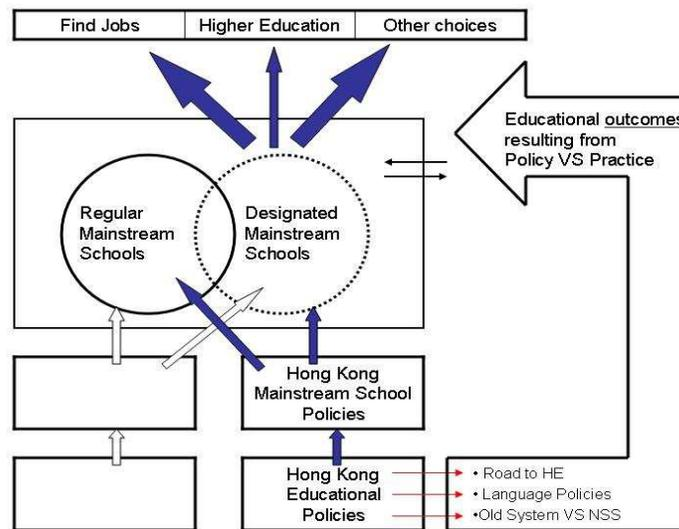 Find Jobs
Higher Education
Other choices
Educational outcomes
resulting from
Policy VS Practice
Regular
Mainstream
Schools
Designated
Mainstream
Schools
Hong Kong
Mainstream School
Policies
Hong Kong
Educational
Policies
• Road to HE
• Language Policies
•Old System VS NSS